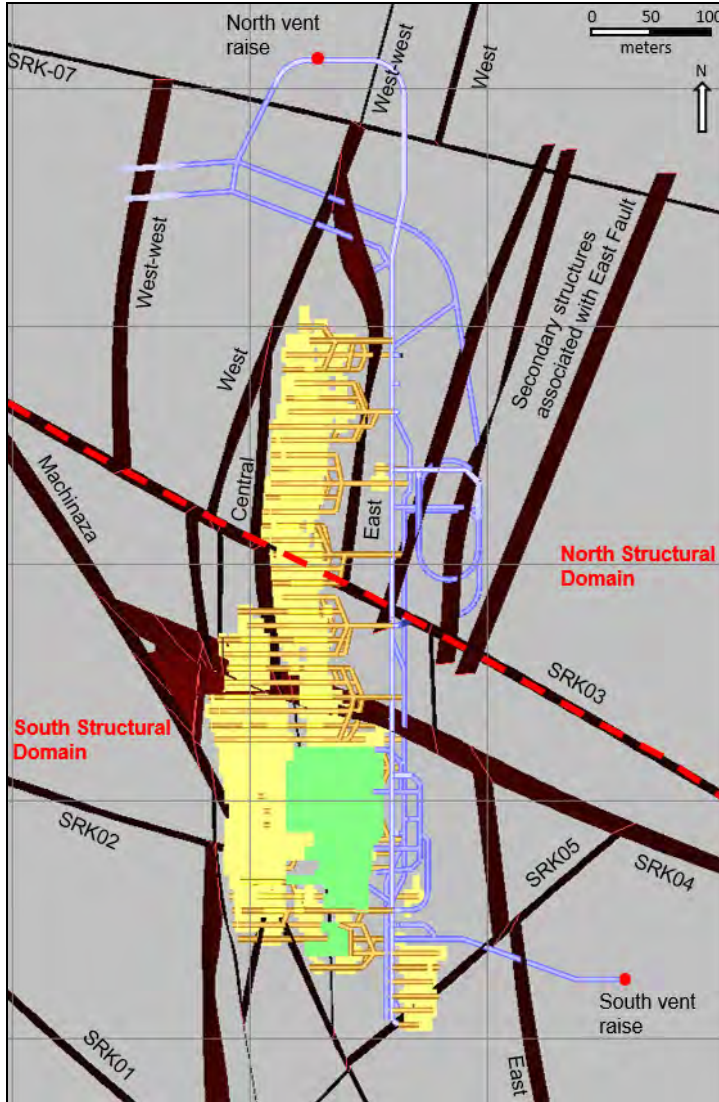 North vent
raise
0 50 100
meters
N
SRK-07
West-west
West
West-west
Secondary structures
associated with East Fault
West
Machinaza
Central
East
North Structural
Domain
SRK03
South Structural
Domain
SRK02
SRK05
SRK04
South vent
raise
SRK01
East